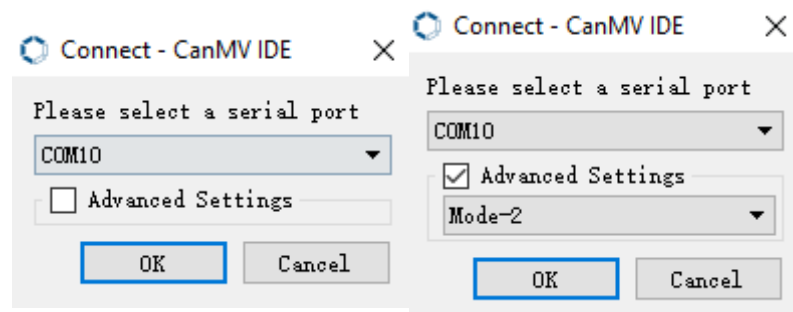 Connect - CanMV IDE
Please select a serial port
COM10
Advanced Settings
OK
Cancel
Connect - CanMV IDE
Please select a serial port
COM10
Advanced Settings
Mode-2
OK
Cancel